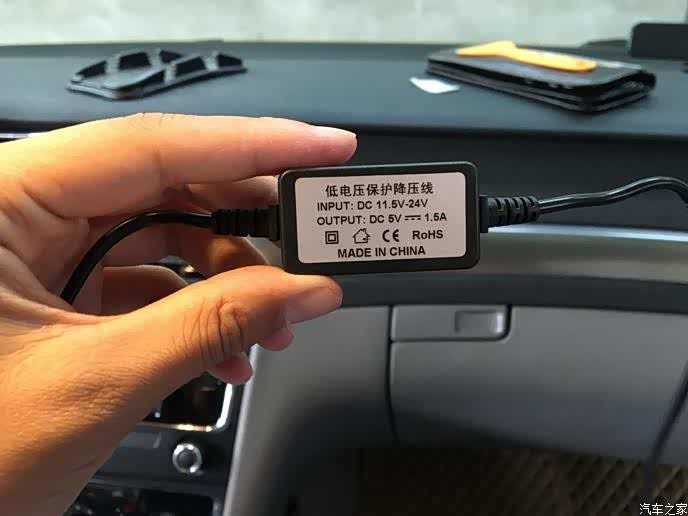 低电压保护降压线
INPUT: DC 11.5V-24V
OUTPUT: DC 5V ⎓ 1.5A
CE RoHS
MADE IN CHINA
汽车之家